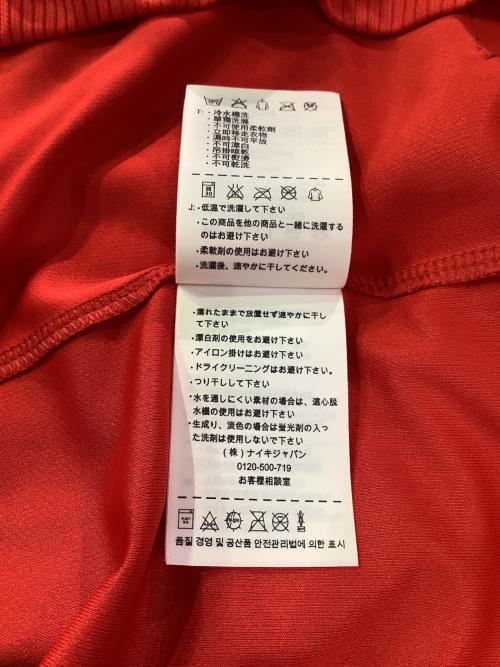 T: ・冷水機洗
・單獨洗滌
・不可使用柔軟劑
・立即移走衣物
・濕時不可平放
・不可漂白
・吊掛晾乾
・不可熨燙
・不可乾洗
30
J: ・低温で洗濯して下さい
・この商品を他の商品と一緒に洗濯する
のはお避け下さい
・柔軟剤の使用はお避け下さい
・洗濯後、速やかに干してください。
・濡れたままで放置せず速やかに干し
て下さい
・漂白剤の使用をお避け下さい
・アイロン掛けはお避け下さい
・ドライクリーニングはお避け下さい。
・つり干しして下さい
・水を通しにくい素材の場合は、遠心脱
水機の使用はお避け下さい
・生成り、淡色の場合は蛍光剤の入っ
た洗剤は使用しないで下さい
(株)ナイキジャパン
0120-500-719
お客様相談室
품질 경영 및 공산품 안전관리법에 의한 표시